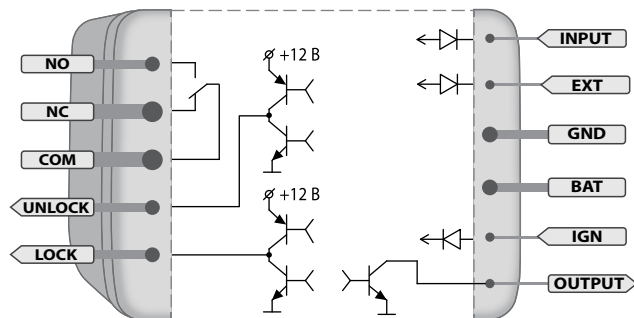 NO
NC
COM
UNLOCK
LOCK
+12 В
+12 В
INPUT
EXT
GND
BAT
IGN
OUTPUT